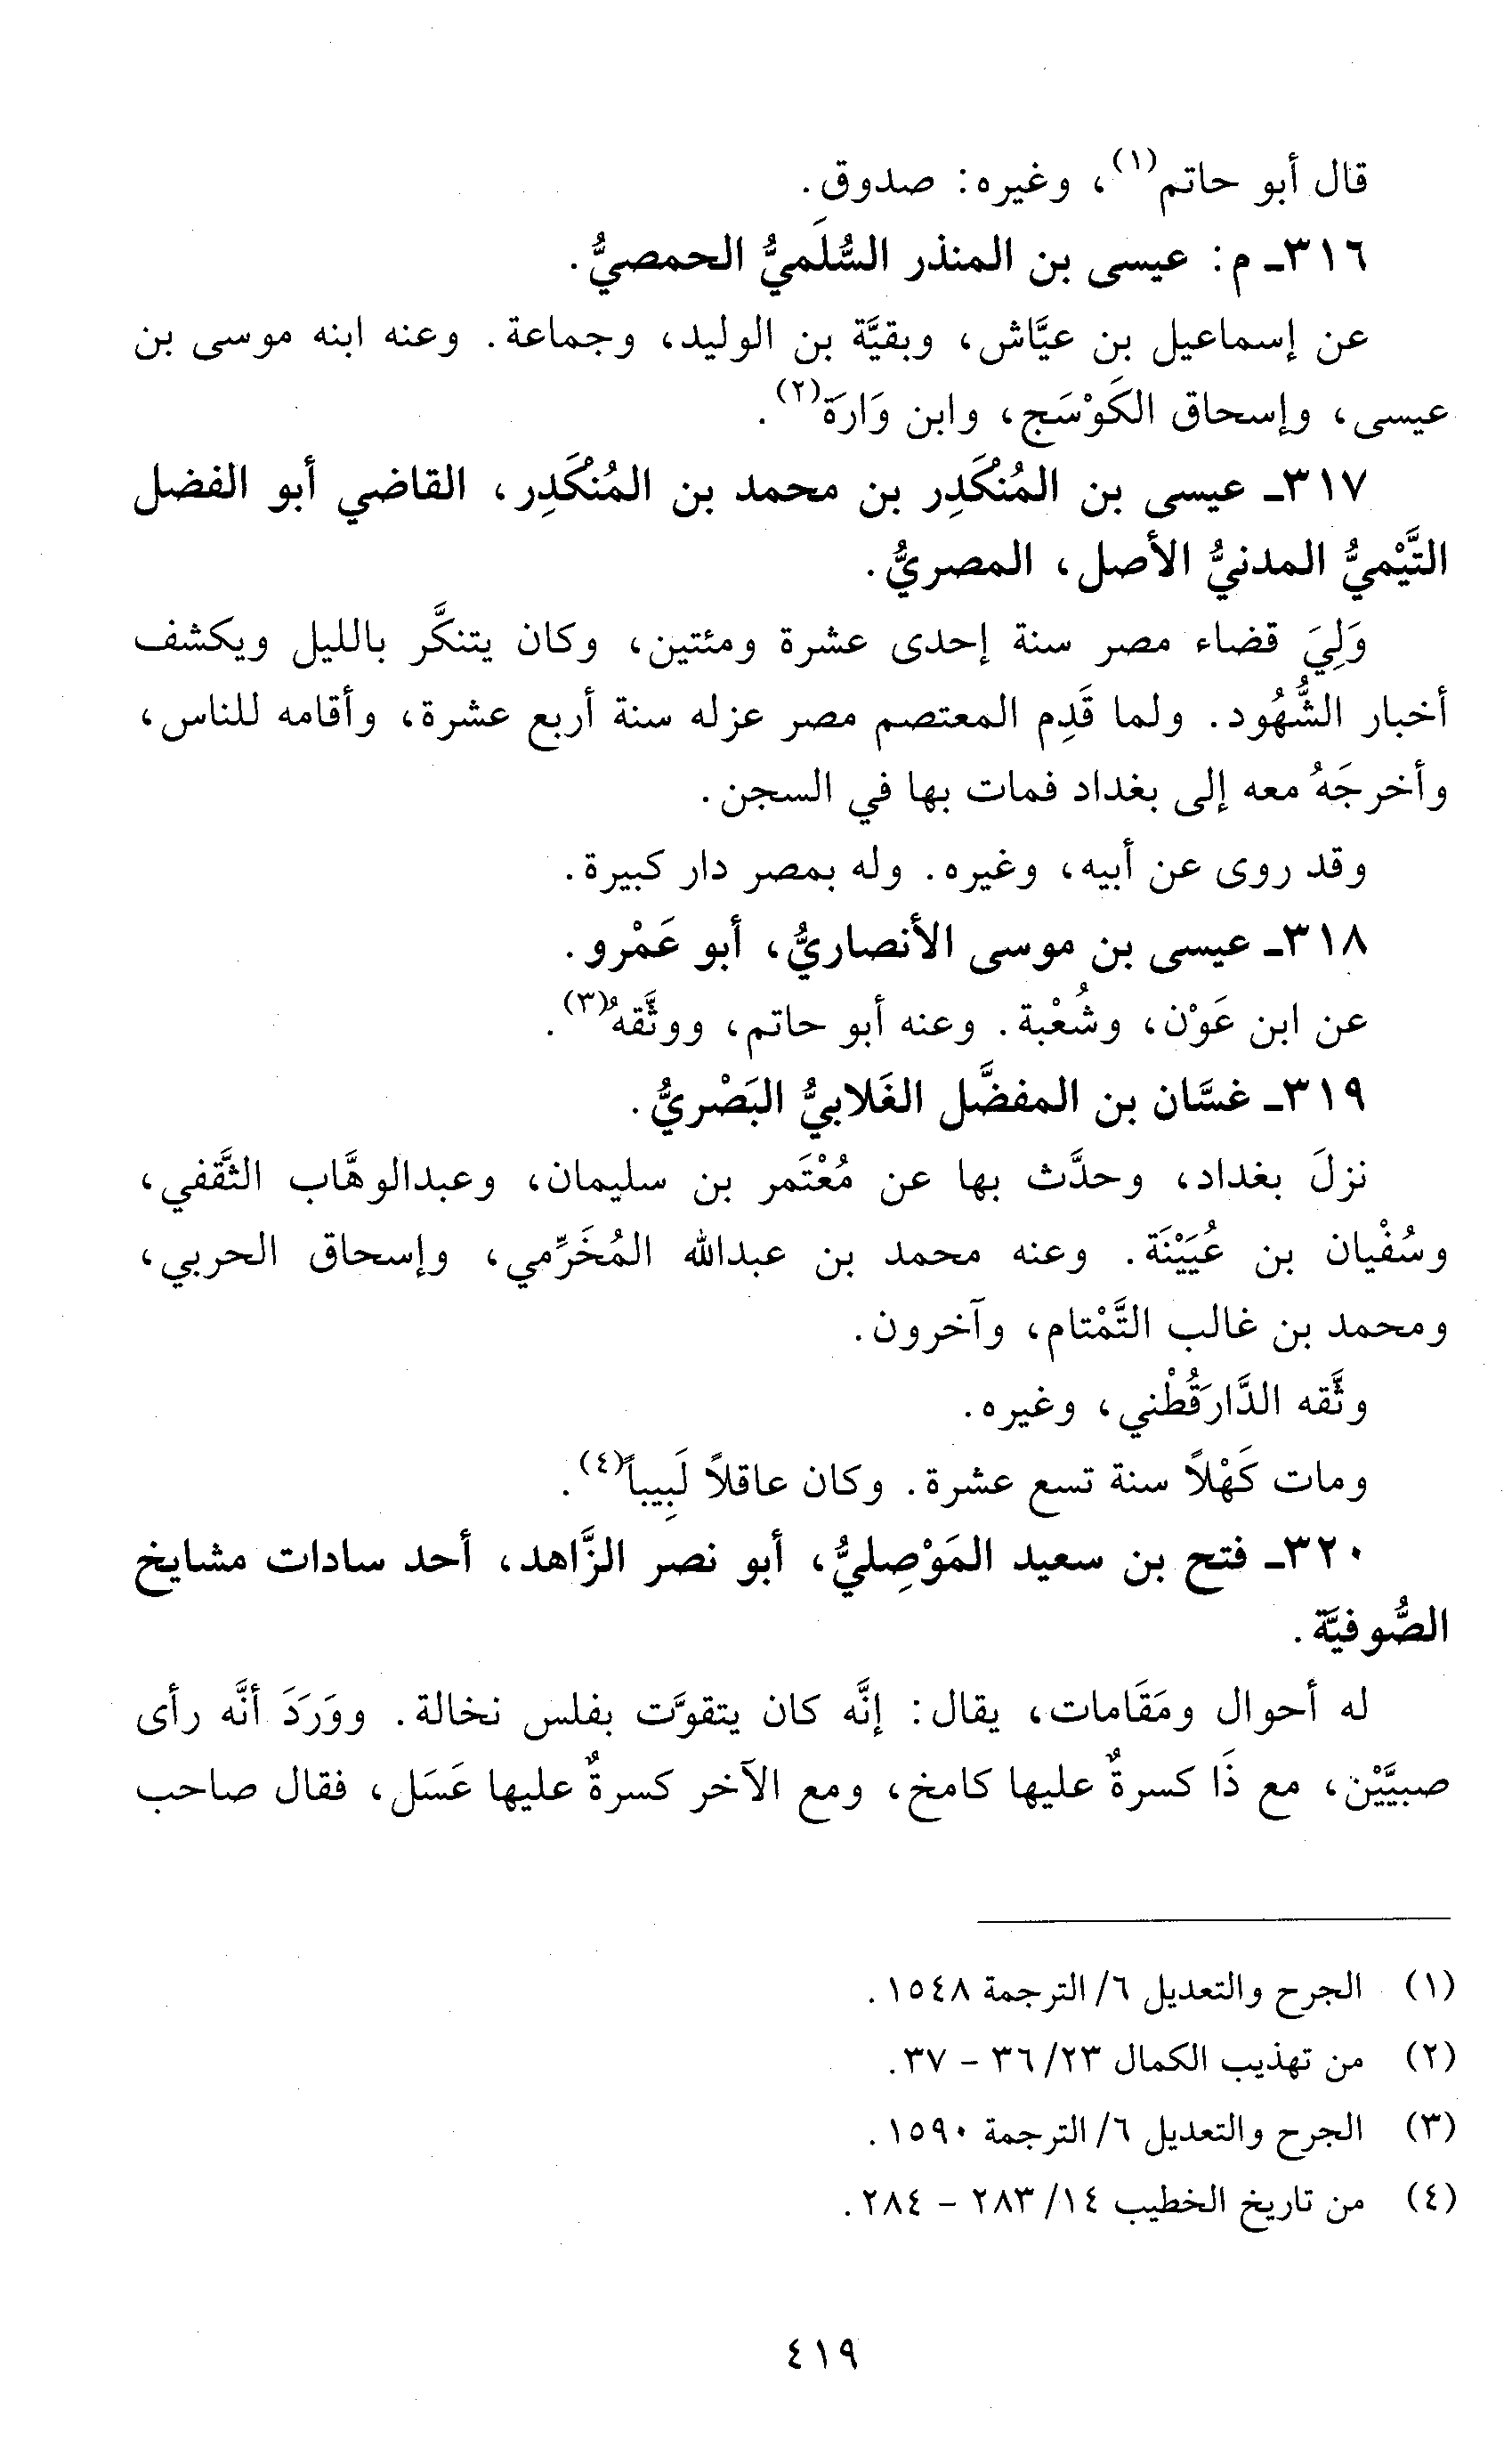 قال أبو حاتم(١)، وغيره: صدوق.
٣١٦ـ م: عيسى بن المنذر السُّلَميُّ الحمصيُّ.
عن إسماعيل بن عيَّاش، وبقيَّة بن الوليد، وجماعة. وعنه ابنه موسى بن
عيسى، وإسحاق الكَوْسَج، وابن وَارَة(٢).
٣١٧ـ عيسى بن المُنْكَدِر بن محمد بن المُنْكَدِر، القاضي أبو الفضل
التَّيْميُّ المدنيُّ الأصل، المصريُّ.
وَلِيَ قضاء مصر سنة إحدى عشرة ومئتين، وكان يتنكَّر بالليل ويكشف
أخبار الشُّهُود. ولما قَدِم المعتصم مصر عزله سنة أربع عشرة، وأقامه للناس،
وأخرجَهُ معه إلى بغداد فمات بها في السجن.
وقد روى عن أبيه، وغيره. وله بمصر دار كبيرة.
٣١٨ـ عيسى بن موسى الأنصاريُّ، أبو عَمْرو.
عن ابن عَوْن، وشُعْبة. وعنه أبو حاتم، ووثَّقهُ(٣).
٣١٩ـ غسَّان بن المفضَّل الغَلابيُّ البَصْريُّ.
نزلَ بغداد، وحدَّث بها عن مُعْتَمر بن سليمان، وعبدالوهَّاب الثَّقَفي،
وسُفْيان بن عُيَيْنَة. وعنه محمد بن عبدالله المُخَرِّمي، وإسحاق الحربي،
ومحمد بن غالب التَّمْتام، وآخرون.
وثَّقه الدَّارَقُطْني، وغيره.
ومات كَهْلاً سنة تسع عشرة. وكان عاقلاً لَبِيباً(٤).
٣٢٠ـ فتح بن سعيد المَوْصِليُّ، أبو نصر الزَّاهد، أحد سادات مشايخ
الصُّوفيَّة.
له أحوال ومَقَامات، يقال: إنَّه كان يتقوَّت بفلس نخالة. ووَرَدَ أنَّه رأى
صبيَّيْن، مع ذَا كسرةٌ عليها كامخ، ومع الآخر كسرةٌ عليها عَسَل، فقال صاحب
(١) الجرح والتعديل ٦/ الترجمة ١٥٤٨.
(٢) من تهذيب الكمال ٢٣/ ٣٦ - ٣٧.
(٣) الجرح والتعديل ٦/ الترجمة ١٥٩٠.
(٤) من تاريخ الخطيب ١٤/ ٢٨٣ - ٢٨٤.
٤١٩